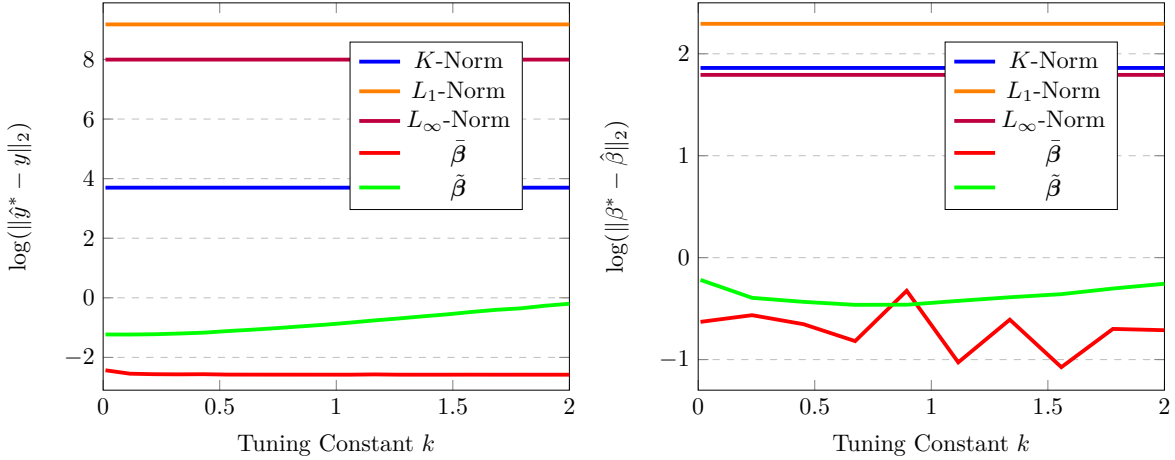 log(||ŷ* − y||₂)
8
6
4
2
0
−2
0
0.5
1
1.5
2
Tuning Constant k
K-Norm
L₁-Norm
L∞-Norm
β̄
β̃
log(||β* − β̂||₂)
2
1
0
−1
0
0.5
1
1.5
2
Tuning Constant k
K-Norm
L₁-Norm
L∞-Norm
β̄
β̃